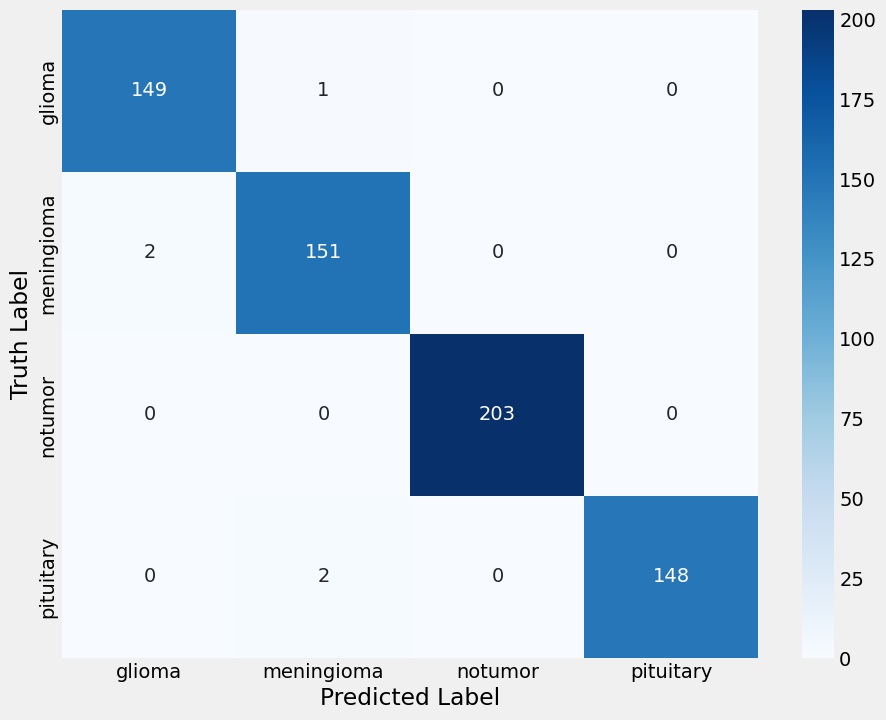 glioma 149 1 0 0
meningioma 2 151 0 0
notumor 0 0 203 0
pituitary 0 2 0 148
glioma meningioma notumor pituitary
Predicted Label
Truth Label
200
175
150
125
100
75
50
25
0